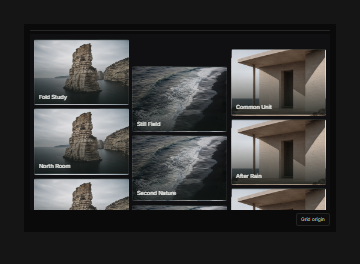 Fold Study
Still Field
Common Unit
North Room
Second Nature
After Rain
Grid origin